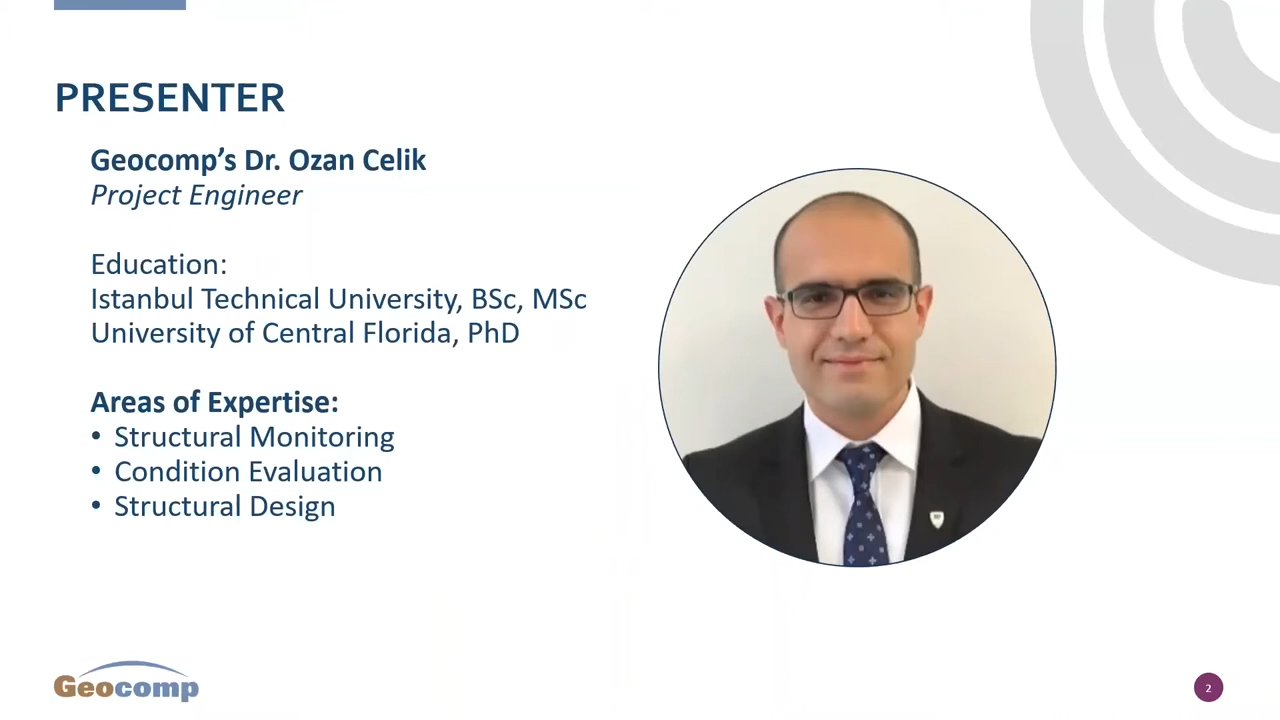 PRESENTER
Geocomp’s Dr. Ozan Celik
Project Engineer
Education:
Istanbul Technical University, BSc, MSc
University of Central Florida, PhD
Areas of Expertise:
• Structural Monitoring
• Condition Evaluation
• Structural Design
Geocomp
2